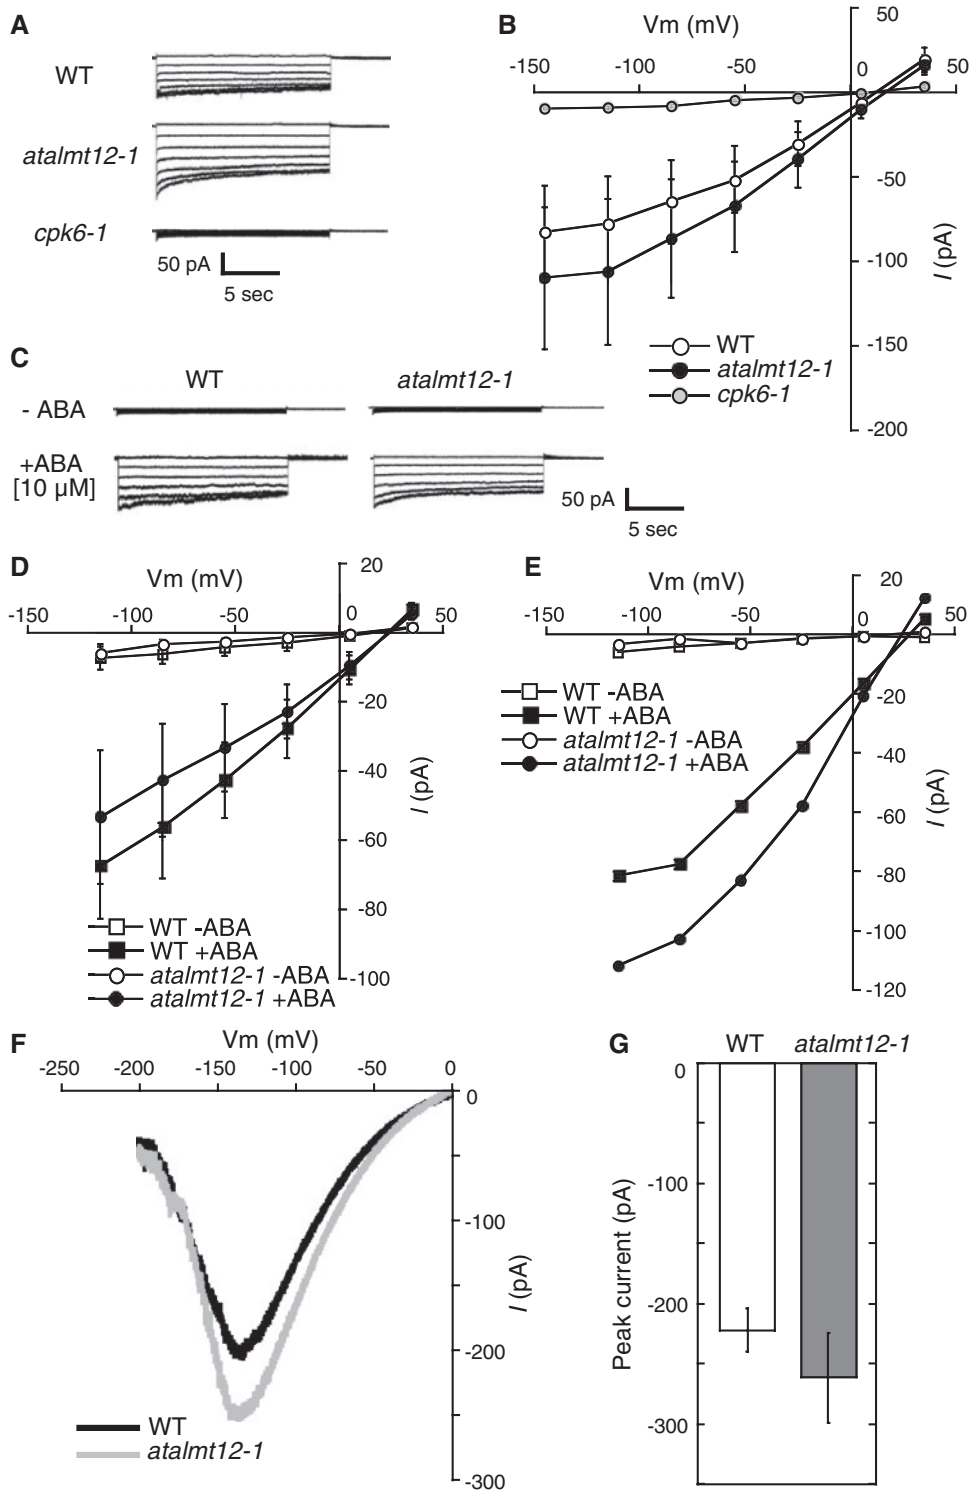 A
WT
atalmt12-1
cpk6-1
50 pA
5 sec
B
Vm (mV)
-150 -100 -50 0 50
-50
-100
-150
-200
I (pA)
WT
atalmt12-1
cpk6-1
C
WT atalmt12-1
- ABA
+ABA
[10 µM]
50 pA
5 sec
D
Vm (mV)
-150 -100 -50 0 50
20
-20
-40
-60
-80
-100
I (pA)
WT -ABA
WT +ABA
atalmt12-1 -ABA
atalmt12-1 +ABA
E
Vm (mV)
-150 -100 -50 0 50
20
-20
-40
-60
-80
-100
-120
I (pA)
WT -ABA
WT +ABA
atalmt12-1 -ABA
atalmt12-1 +ABA
F
Vm (mV)
-250 -200 -150 -100 -50 0
0
-100
-200
-300
I (pA)
WT
atalmt12-1
G
WT atalmt12-1
0
-100
-200
-300
Peak current (pA)